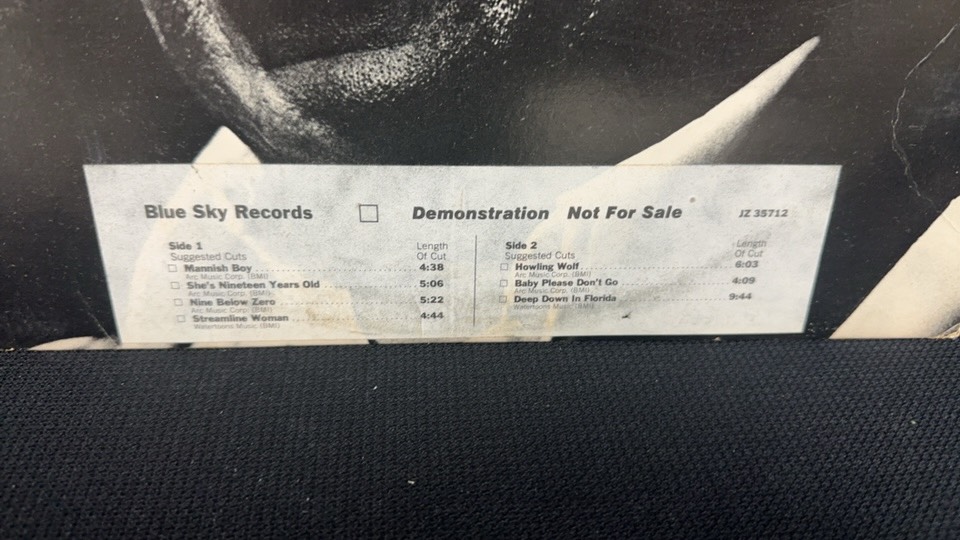 Blue Sky Records Demonstration Not For Sale JZ 35712
Side 1 Length
Suggested Cuts Of Cut
Mannish Boy 4:38
Arc Music Corp. (BMI)
She's Nineteen Years Old 5:06
Arc Music Corp. (BMI)
Nine Below Zero 5:22
Arc Music Corp. (BMI)
Streamline Woman 4:44
Watertoons Music (BMI)
Side 2 Length
Suggested Cuts Of Cut
Howling Wolf 6:03
Arc Music Corp. (BMI)
Baby Please Don't Go 4:09
Arc Music Corp. (BMI)
Deep Down In Florida 9:44
Watertoons Music (BMI)